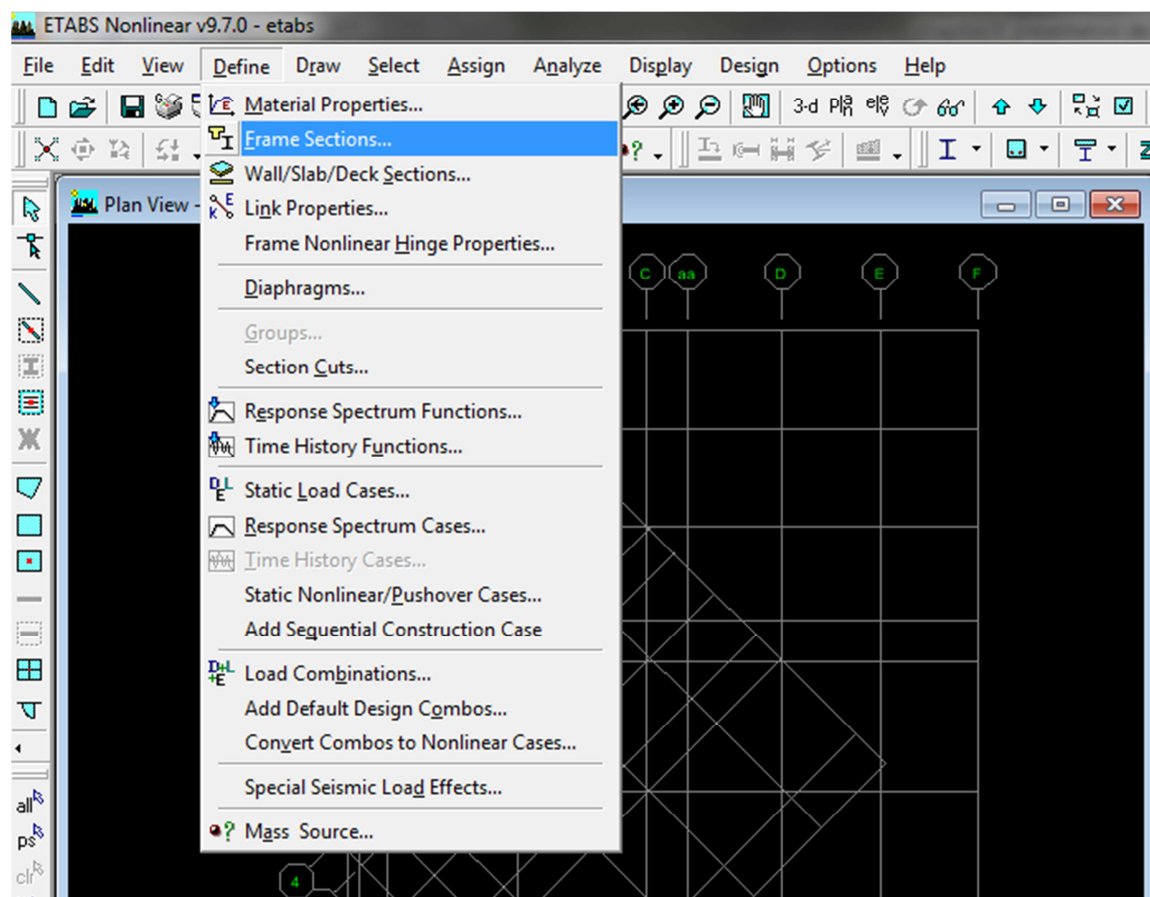 ETABS Nonlinear v9.7.0 - etabs
File Edit View Define Draw Select Assign Analyze Display Design Options Help
Material Properties...
3-d
Frame Sections...
Wall/Slab/Deck Sections...
Plan View -
Link Properties...
Frame Nonlinear Hinge Properties...
C aa D E F
Diaphragms...
Groups...
Section Cuts...
Response Spectrum Functions...
Time History Functions...
Static Load Cases...
Response Spectrum Cases...
Time History Cases...
Static Nonlinear/Pushover Cases...
Add Sequential Construction Case
Load Combinations...
Add Default Design Combos...
Convert Combos to Nonlinear Cases...
Special Seismic Load Effects...
all
Mass Source...
ps
clr
4